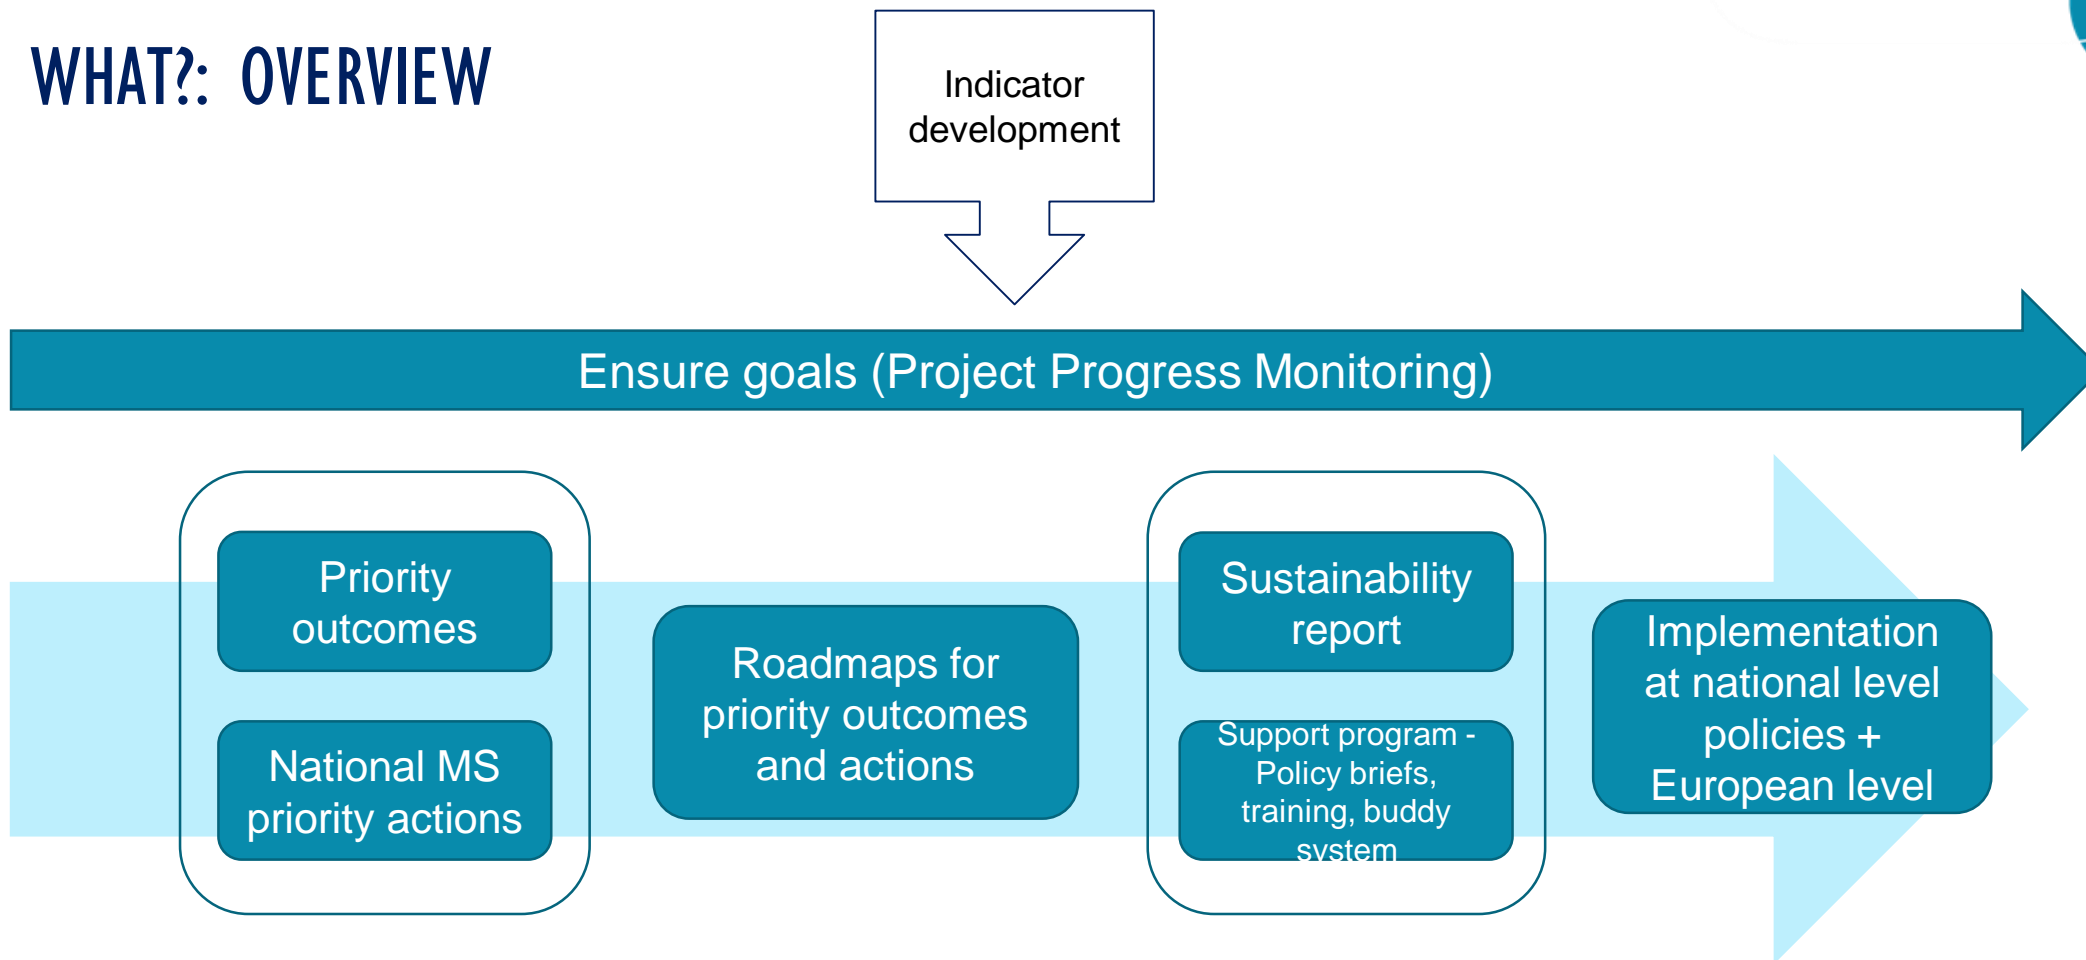 WHAT?: OVERVIEW
Indicator
development
Ensure goals (Project Progress Monitoring)
Priority
outcomes
National MS
priority actions
Roadmaps for
priority outcomes
and actions
Sustainability
report
Support program -
Policy briefs,
training, buddy
system
Implementation
at national level
policies +
European level